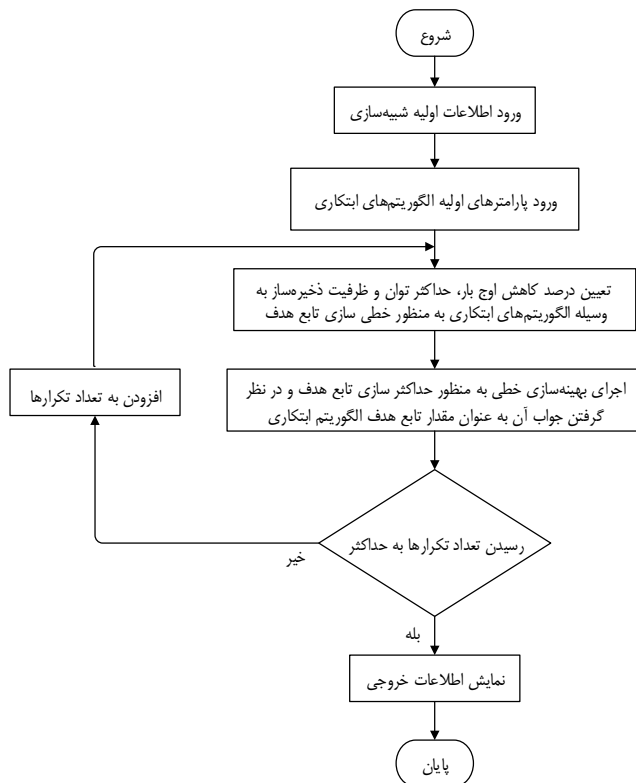 شروع
ورود اطلاعات اولیه شبیه‌سازی
ورود پارامترهای اولیه الگوریتم‌های ابتکاری
تعیین درصد کاهش اوج بار، حداکثر توان و ظرفیت ذخیره‌ساز به
وسیله الگوریتم‌های ابتکاری به منظور خطی سازی تابع هدف
اجرای بهینه‌سازی خطی به منظور حداکثر سازی تابع هدف و در نظر
گرفتن جواب آن به عنوان مقدار تابع هدف الگوریتم ابتکاری
افزودن به تعداد تکرارها
رسیدن تعداد تکرارها به حداکثر
خیر
بله
نمایش اطلاعات خروجی
پایان